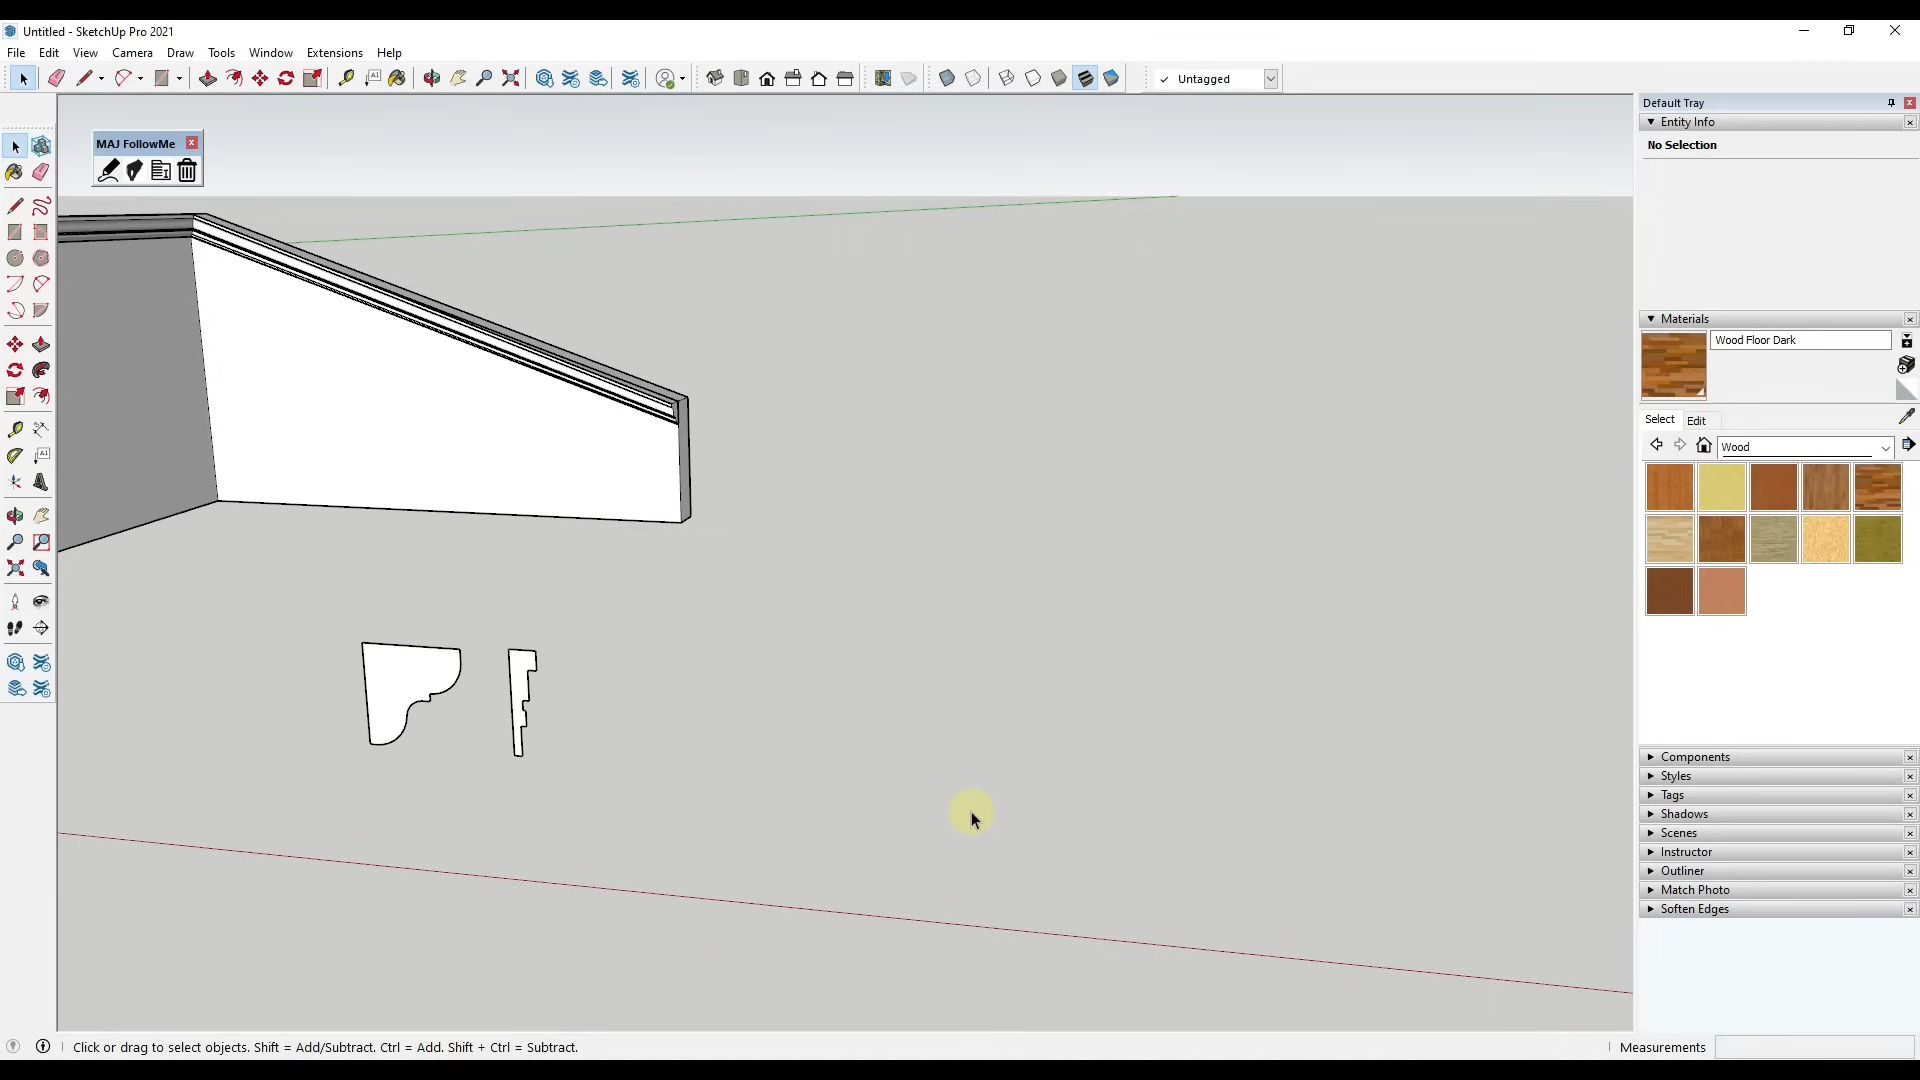 Untitled - SketchUp Pro 2021
File Edit View Camera Draw Tools Window Extensions Help
A1
Untagged
Default Tray
Entity Info
No Selection
MAJ FollowMe
Materials
Wood Floor Dark
Select Edit
Wood
A1
Components
Styles
Tags
Shadows
Scenes
Instructor
Outliner
Match Photo
Soften Edges
Click or drag to select objects. Shift = Add/Subtract. Ctrl = Add. Shift + Ctrl = Subtract.
Measurements